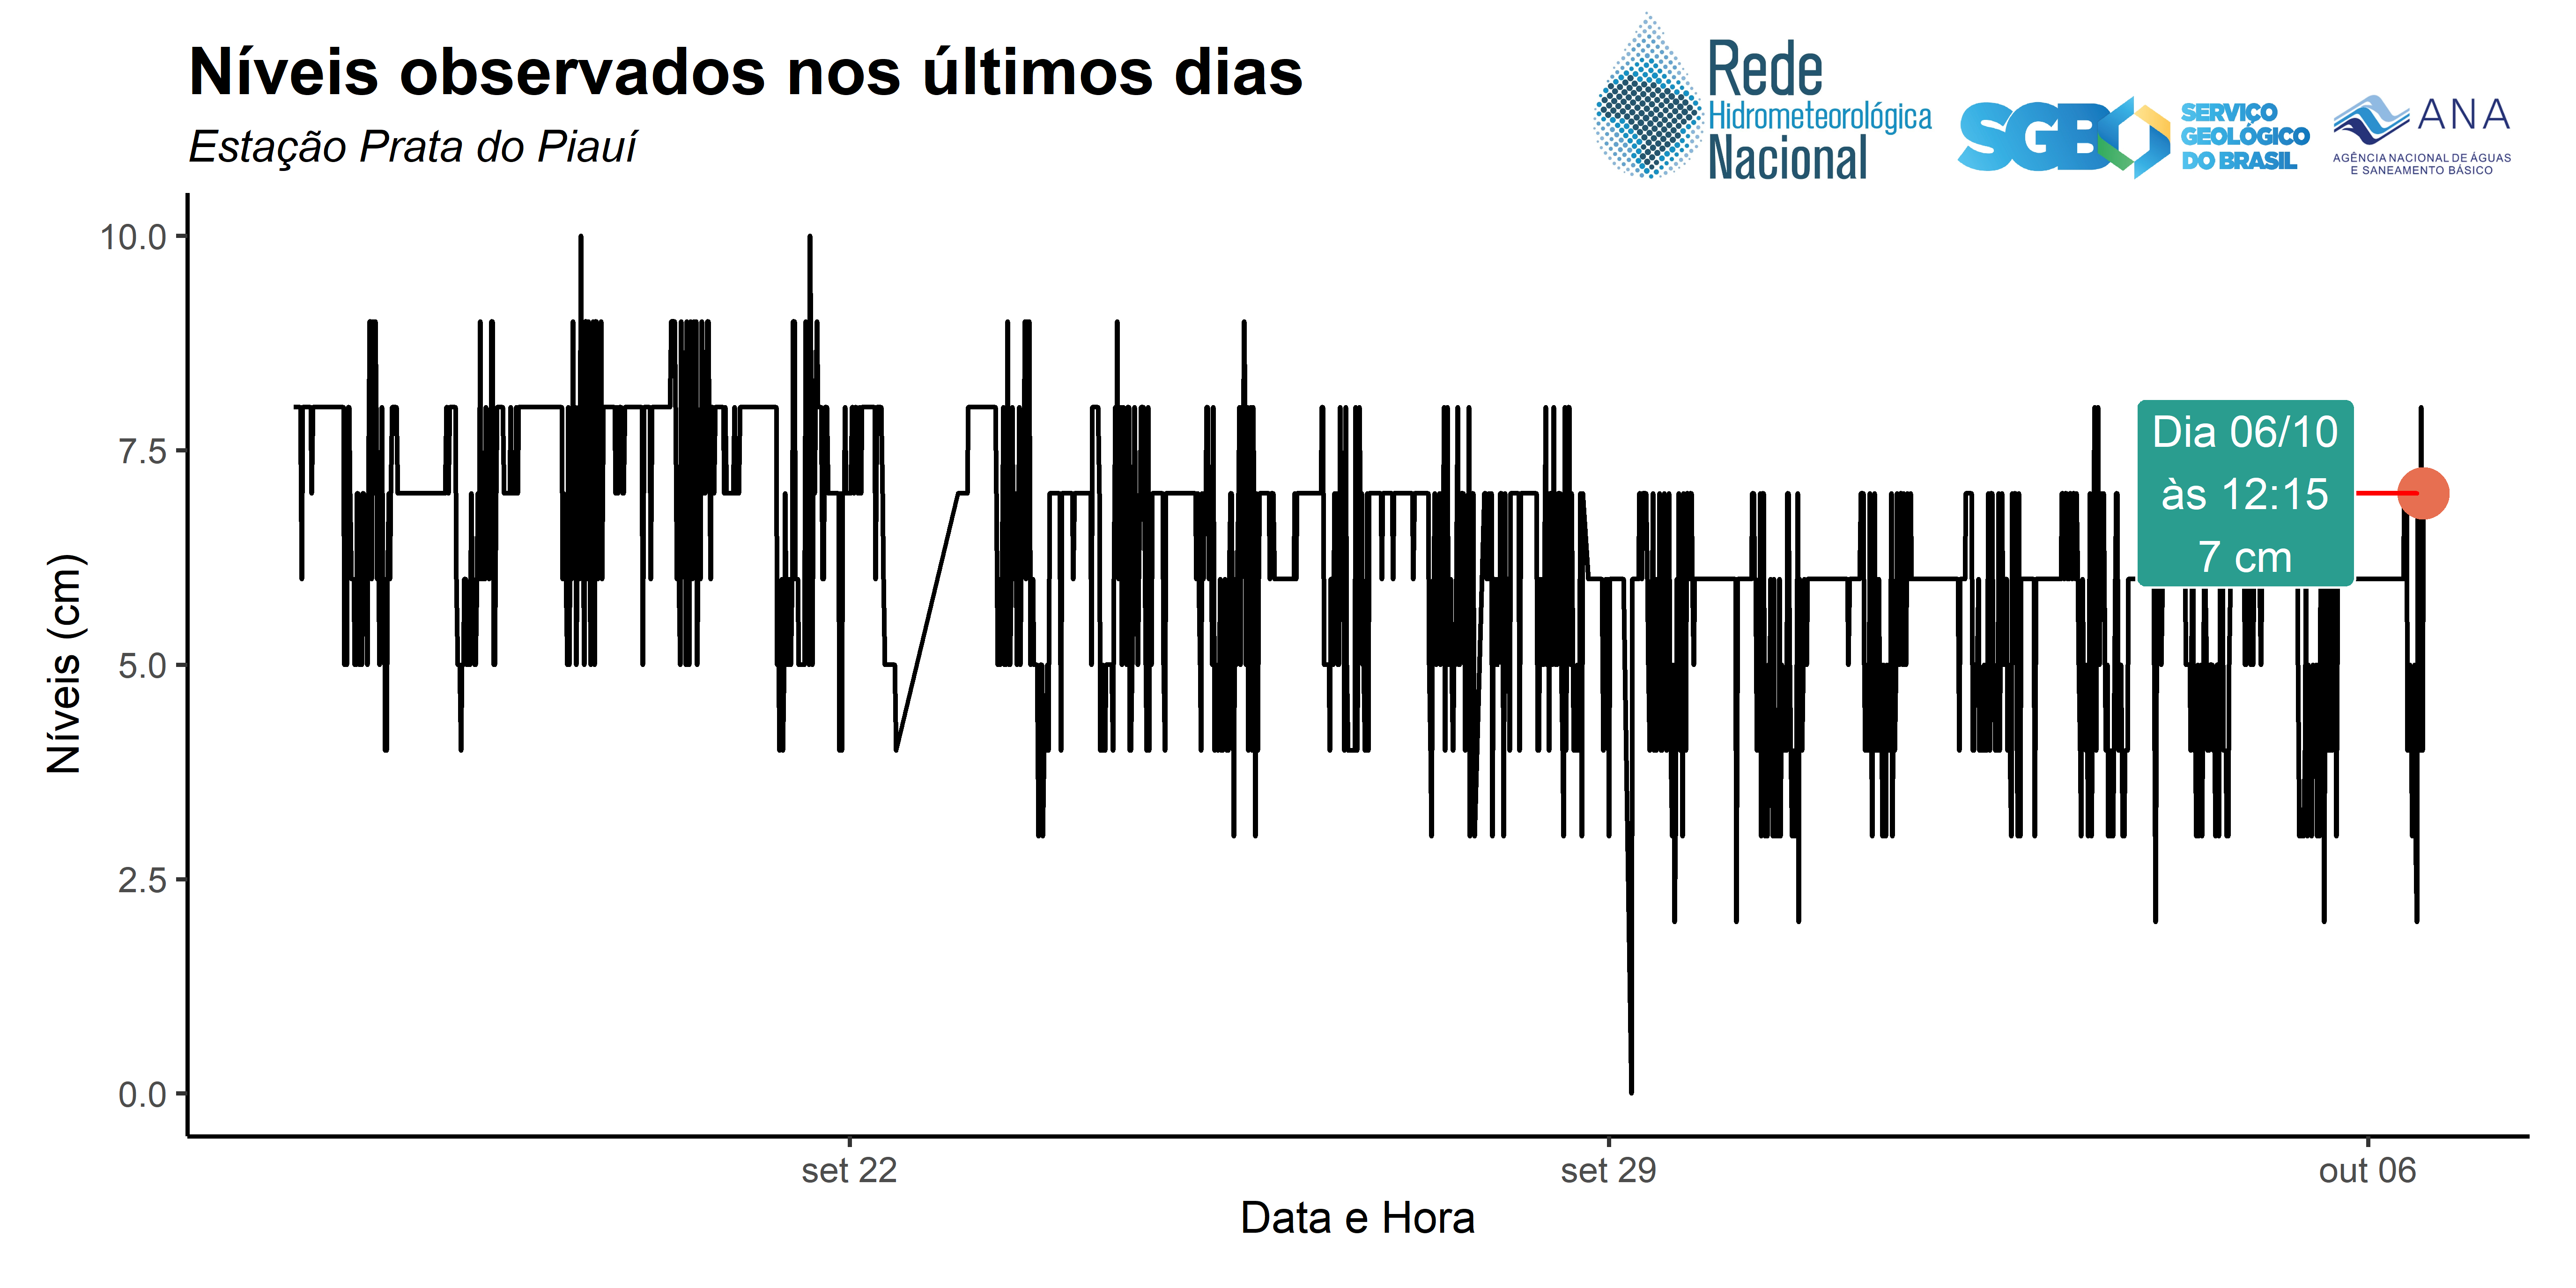 Níveis observados nos últimos dias
Estação Prata do Piauí
Rede
Hidrometeorológica
Nacional
SGB
SERVIÇO
GEOLÓGICO
DO BRASIL
ANA
AGÊNCIA NACIONAL DE ÁGUAS
E SANEAMENTO BÁSICO
Níveis (cm)
10.0
7.5
5.0
2.5
0.0
Dia 06/10
às 12:15
7 cm
set 22
set 29
out 06
Data e Hora